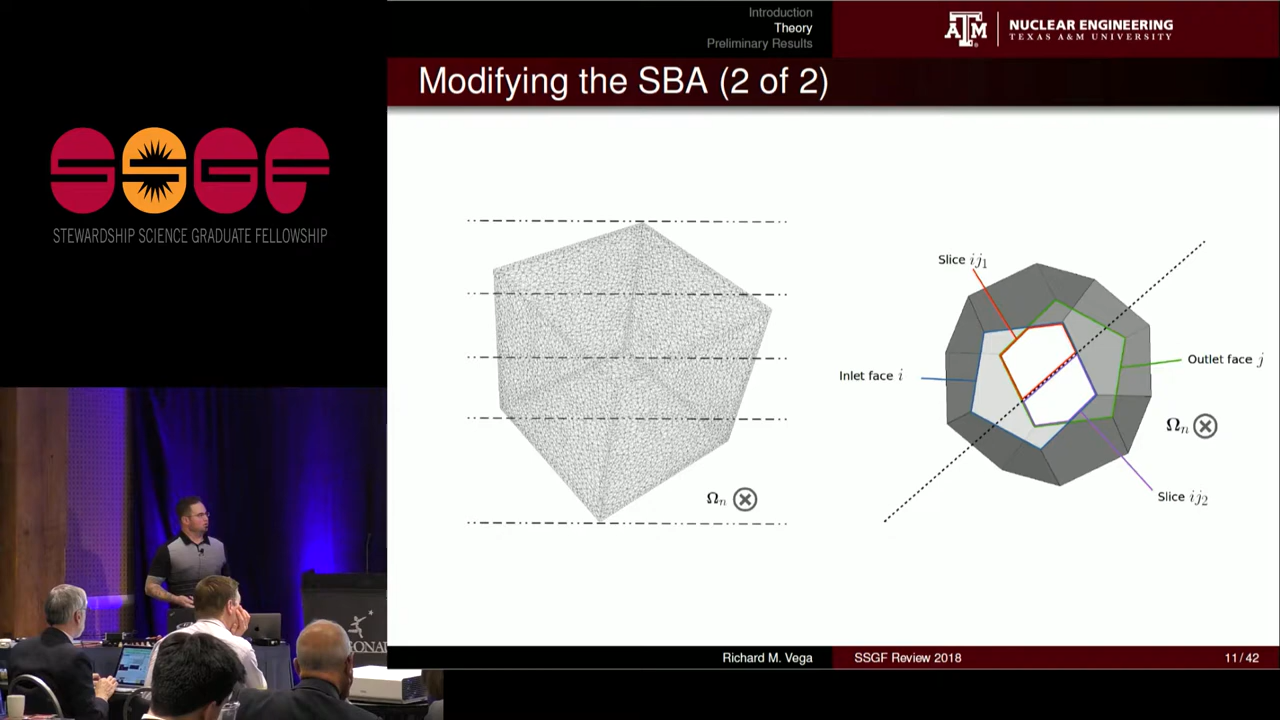 Introduction
Theory
Preliminary Results
ATM
NUCLEAR ENGINEERING
TEXAS A&M UNIVERSITY
Modifying the SBA (2 of 2)
SSGF
STEWARDSHIP SCIENCE GRADUATE FELLOWSHIP
Slice ij₁
Inlet face i
Outlet face j
Ωₙ
Ωₙ
Slice ij₂
Richard M. Vega
SSGF Review 2018
11 / 42